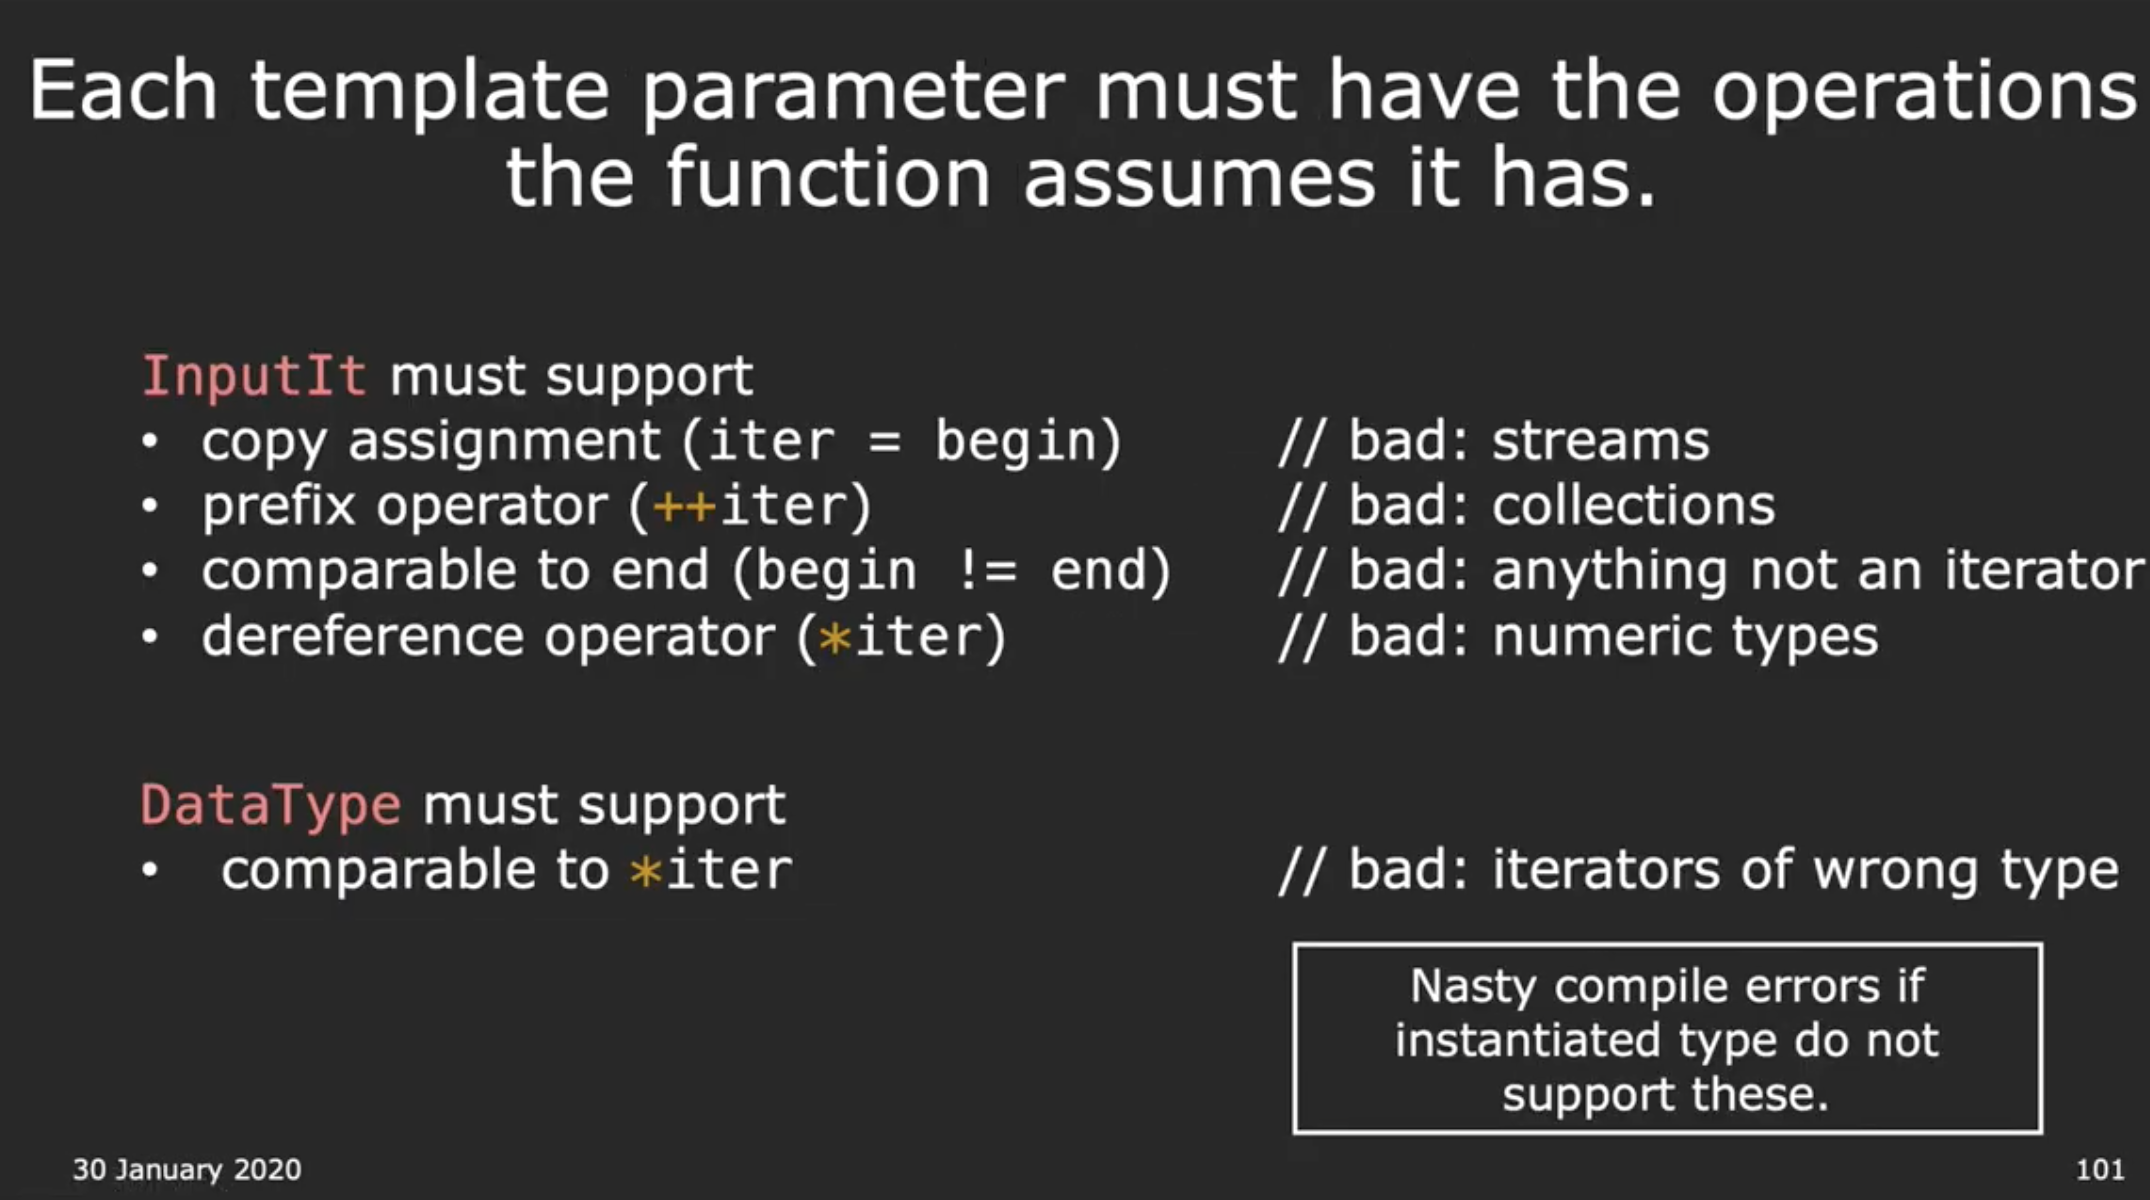 Each template parameter must have the operations
the function assumes it has.
InputIt must support
• copy assignment (iter = begin) // bad: streams
• prefix operator (++iter) // bad: collections
• comparable to end (begin != end) // bad: anything not an iterator
• dereference operator (*iter) // bad: numeric types
DataType must support
• comparable to *iter // bad: iterators of wrong type
Nasty compile errors if
instantiated type do not
support these.
30 January 2020
101